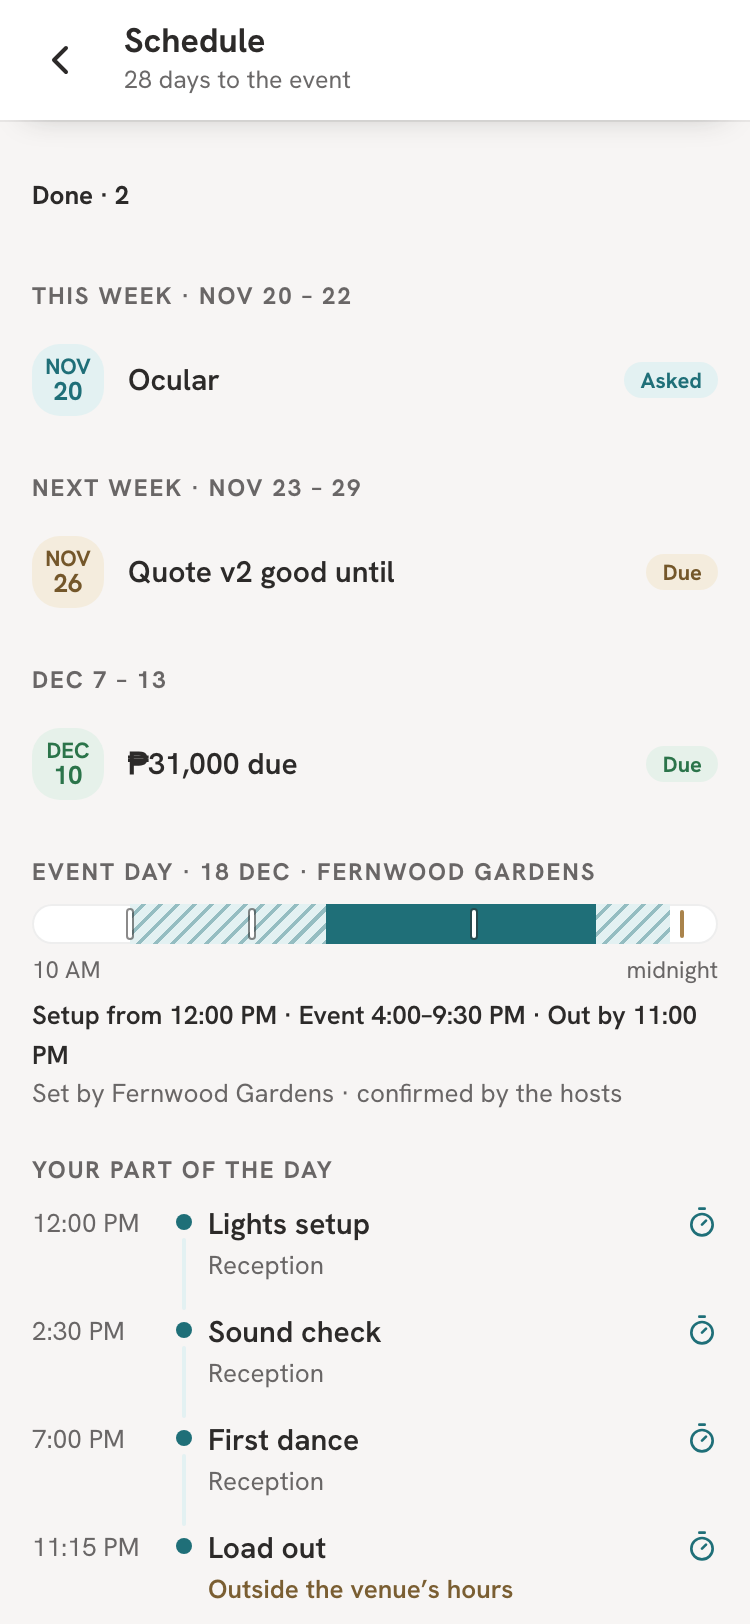 Schedule
28 days to the event
Done · 2
THIS WEEK · NOV 20 – 22
NOV
20
Ocular
Asked
NEXT WEEK · NOV 23 – 29
NOV
26
Quote v2 good until
Due
DEC 7 – 13
DEC
10
₱31,000 due
Due
EVENT DAY · 18 DEC · FERNWOOD GARDENS
10 AM
midnight
Setup from 12:00 PM · Event 4:00–9:30 PM · Out by 11:00
PM
Set by Fernwood Gardens · confirmed by the hosts
YOUR PART OF THE DAY
12:00 PM
Lights setup
Reception
2:30 PM
Sound check
Reception
7:00 PM
First dance
Reception
11:15 PM
Load out
Outside the venue’s hours